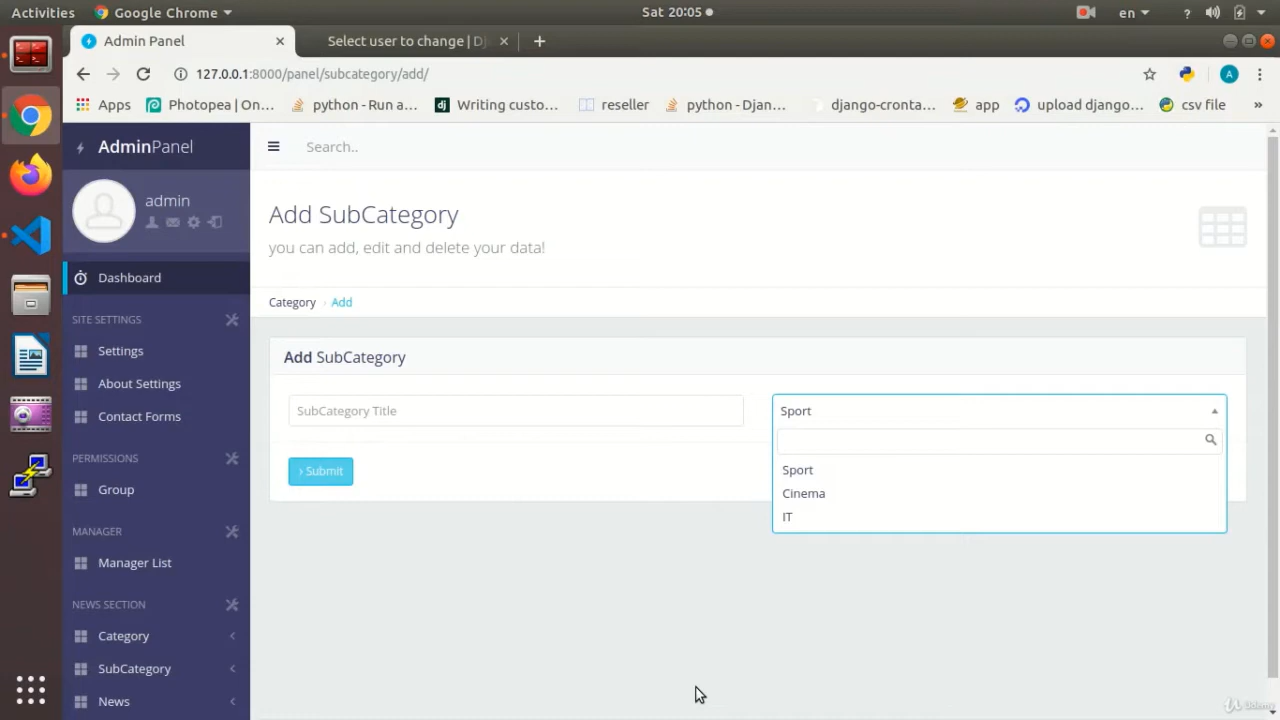 Activities Google Chrome Sat 20:05 en ?
Admin Panel Select user to change | Dj
127.0.0.1:8000/panel/subcategory/add/ A
Apps Photopea | On... python - Run a... dj Writing custo... reseller python - Djan... django-cronta... app upload django... csv file »
AdminPanel Search..
admin
Add SubCategory
you can add, edit and delete your data!
Dashboard
Category › Add
SITE SETTINGS
Settings
About Settings
Contact Forms
PERMISSIONS
Group
MANAGER
Manager List
NEWS SECTION
Category
SubCategory
News
Add SubCategory
SubCategory Title
› Submit
Sport
Sport
Cinema
IT
Udemy